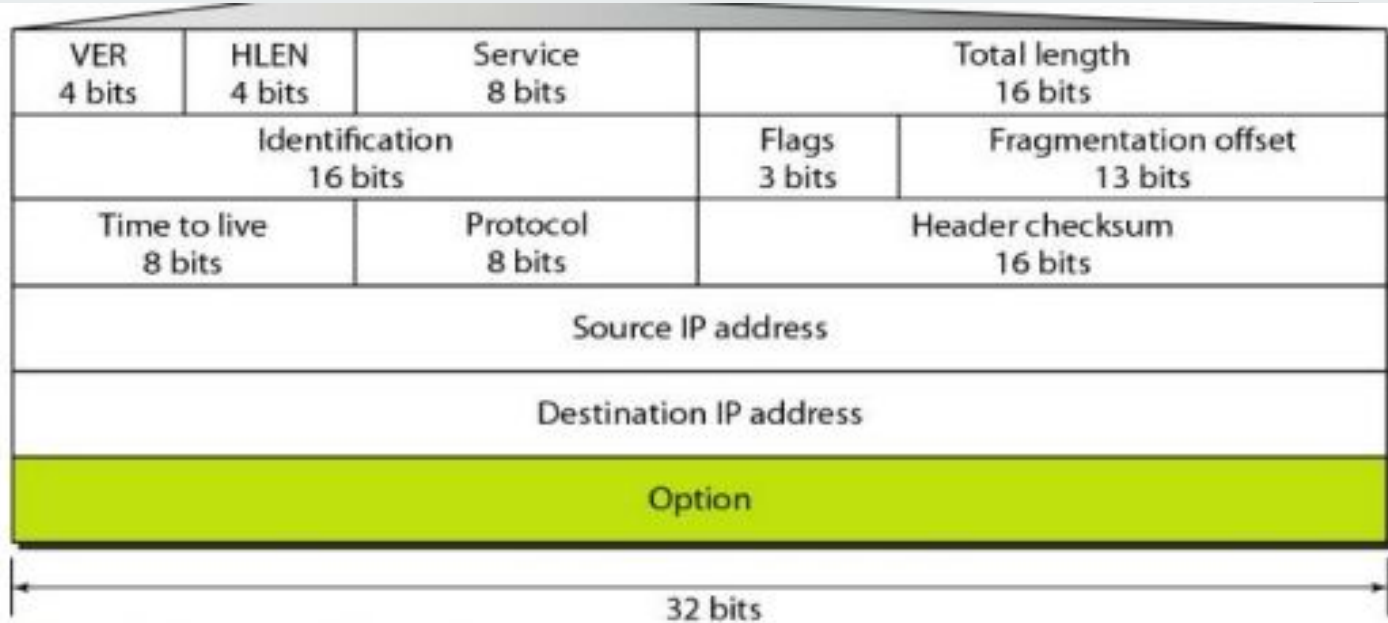 VER HLEN Service Total length
4 bits 4 bits 8 bits 16 bits
Identification Flags Fragmentation offset
16 bits 3 bits 13 bits
Time to live Protocol Header checksum
8 bits 8 bits 16 bits
Source IP address
Destination IP address
Option
32 bits